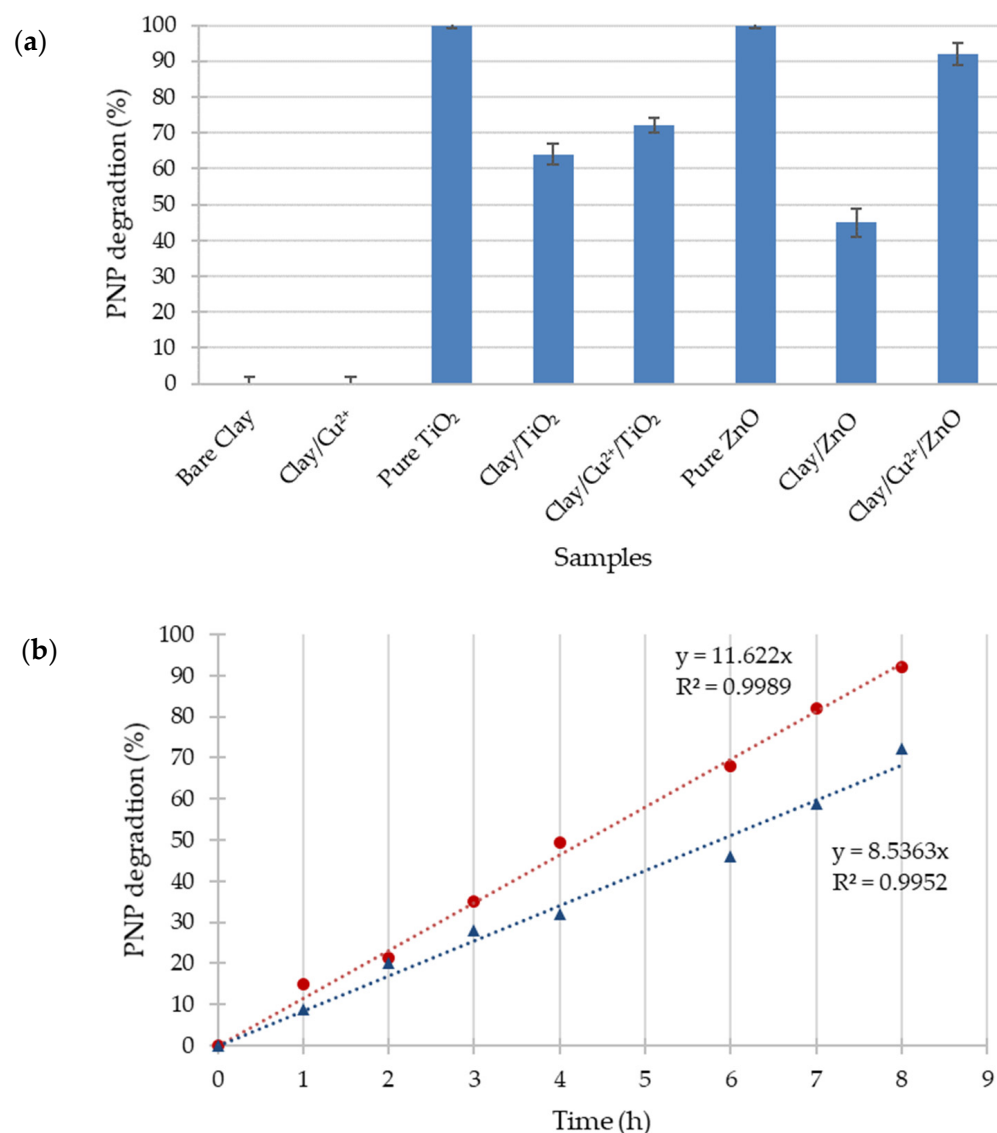 (a)
PNP degradtion (%)
100
90
80
70
60
50
40
30
20
10
0
Bare Clay
Clay/Cu²⁺
Pure TiO₂
Clay/TiO₂
Clay/Cu²⁺/TiO₂
Pure ZnO
Clay/ZnO
Clay/Cu²⁺/ZnO
Samples
(b)
PNP degradtion (%)
100
90
80
70
60
50
40
30
20
10
0
y = 11.622x
R² = 0.9989
y = 8.5363x
R² = 0.9952
0 1 2 3 4 5 6 7 8 9
Time (h)